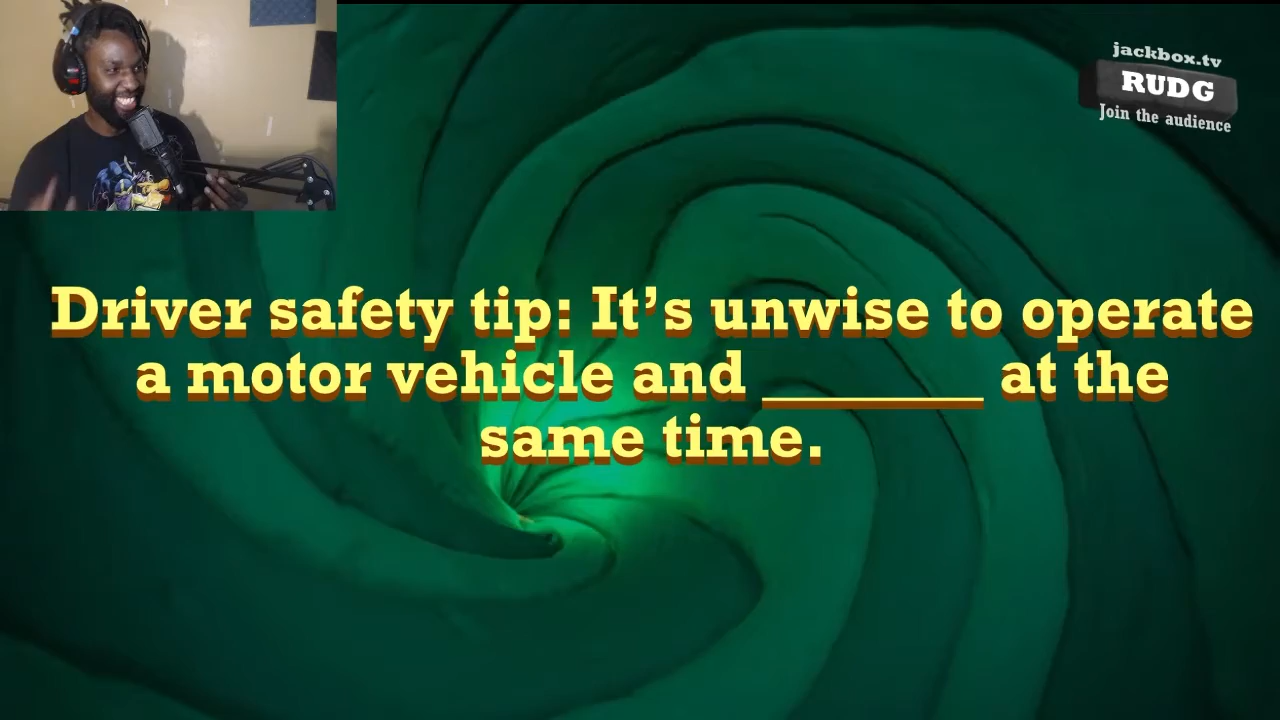 jackbox.tv
RUDG
Join the audience
Driver safety tip: It’s unwise to operate
a motor vehicle and ________ at the
same time.